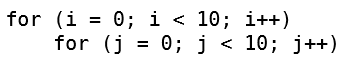 for (i = 0; i < 10; i++)
    for (j = 0; j < 10; j++)